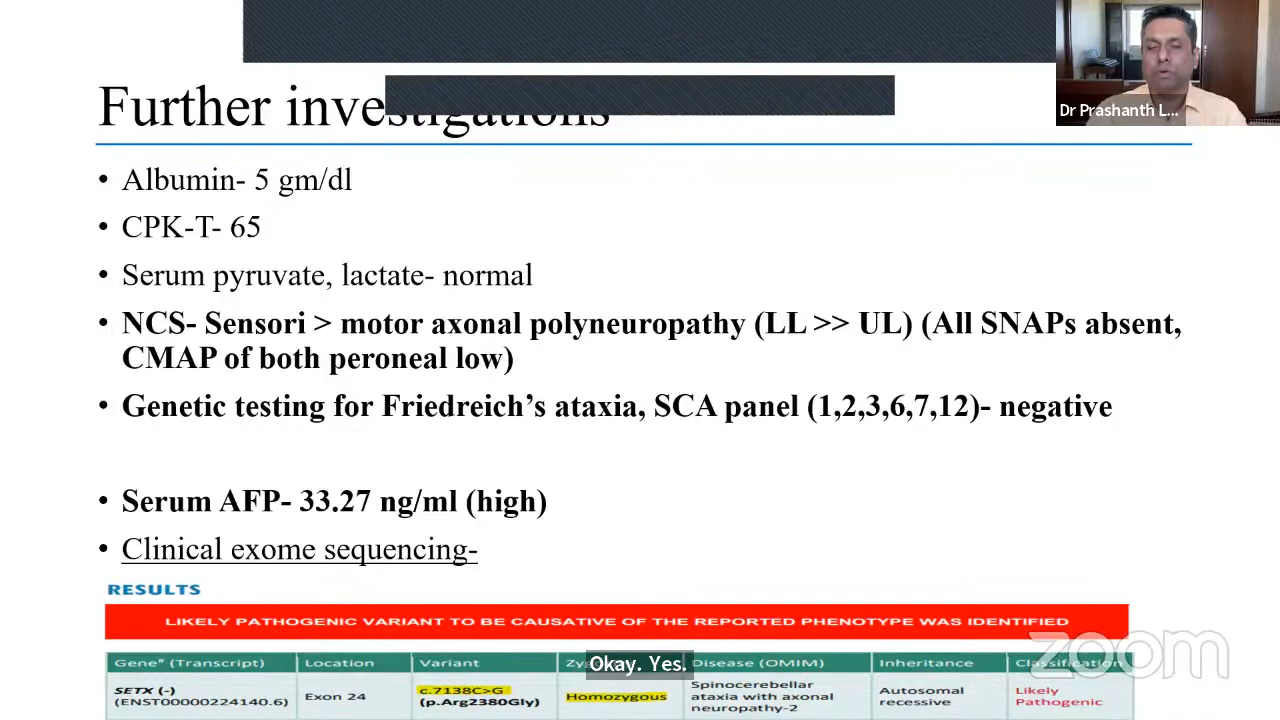 Dr Prashanth L...
Further investigations
• Albumin- 5 gm/dl
• CPK-T- 65
• Serum pyruvate, lactate- normal
• NCS- Sensori > motor axonal polyneuropathy (LL >> UL) (All SNAPs absent,
CMAP of both peroneal low)
• Genetic testing for Friedreich's ataxia, SCA panel (1,2,3,6,7,12)- negative
• Serum AFP- 33.27 ng/ml (high)
• Clinical exome sequencing-
RESULTS
LIKELY PATHOGENIC VARIANT TO BE CAUSATIVE OF THE REPORTED PHENOTYPE WAS IDENTIFIED
zoom
Gene# (Transcript) Location Variant Disease (OMIM) Inheritance Classification
Okay. Yes.
SETX (-)
(ENST00000224140.6)
Exon 24
c.7138C>G
(p.Arg2380Gly)
Homozygous
Spinocerebellar
ataxia with axonal
neuropathy-2
Autosomal
recessive
Likely
Pathogenic